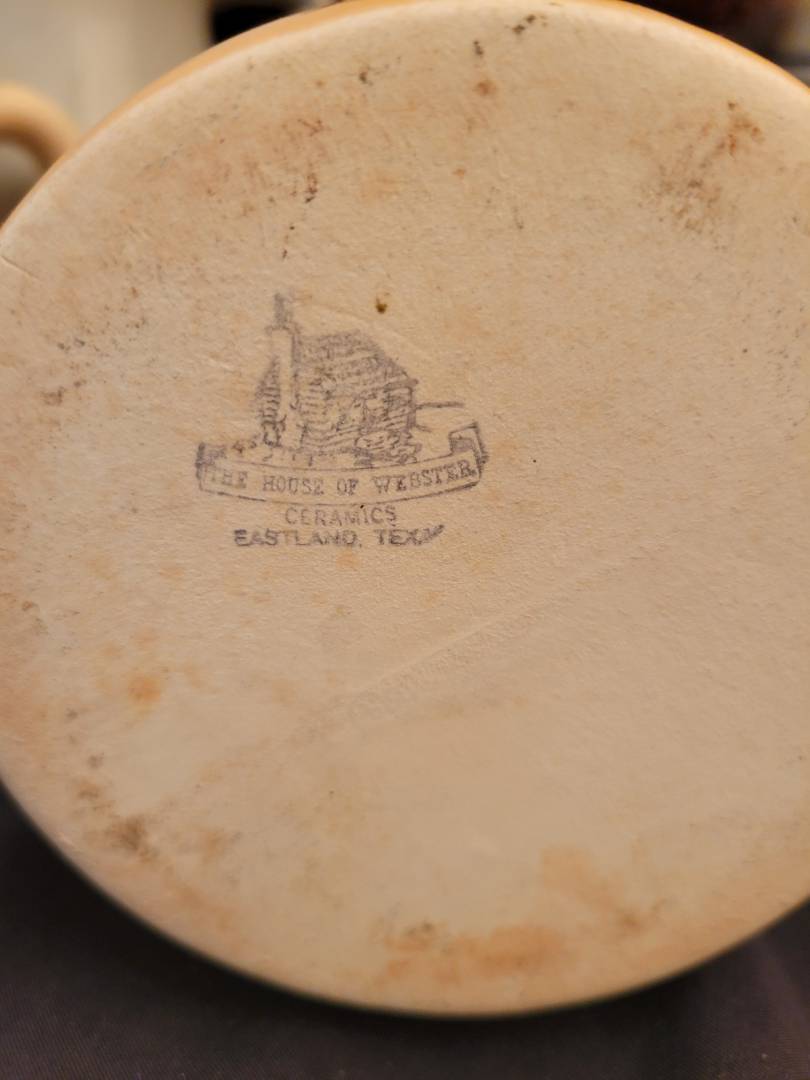 THE HOUSE OF WEBSTER
CERAMICS
EASTLAND, TEXAS